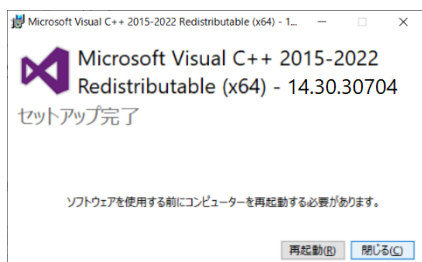 Microsoft Visual C++ 2015-2022 Redistributable (x64) - 1...
Microsoft Visual C++ 2015-2022
Redistributable (x64) - 14.30.30704
セットアップ完了
ソフトウェアを使用する前にコンピューターを再起動する必要があります。
再起動(R) 閉じる(C)